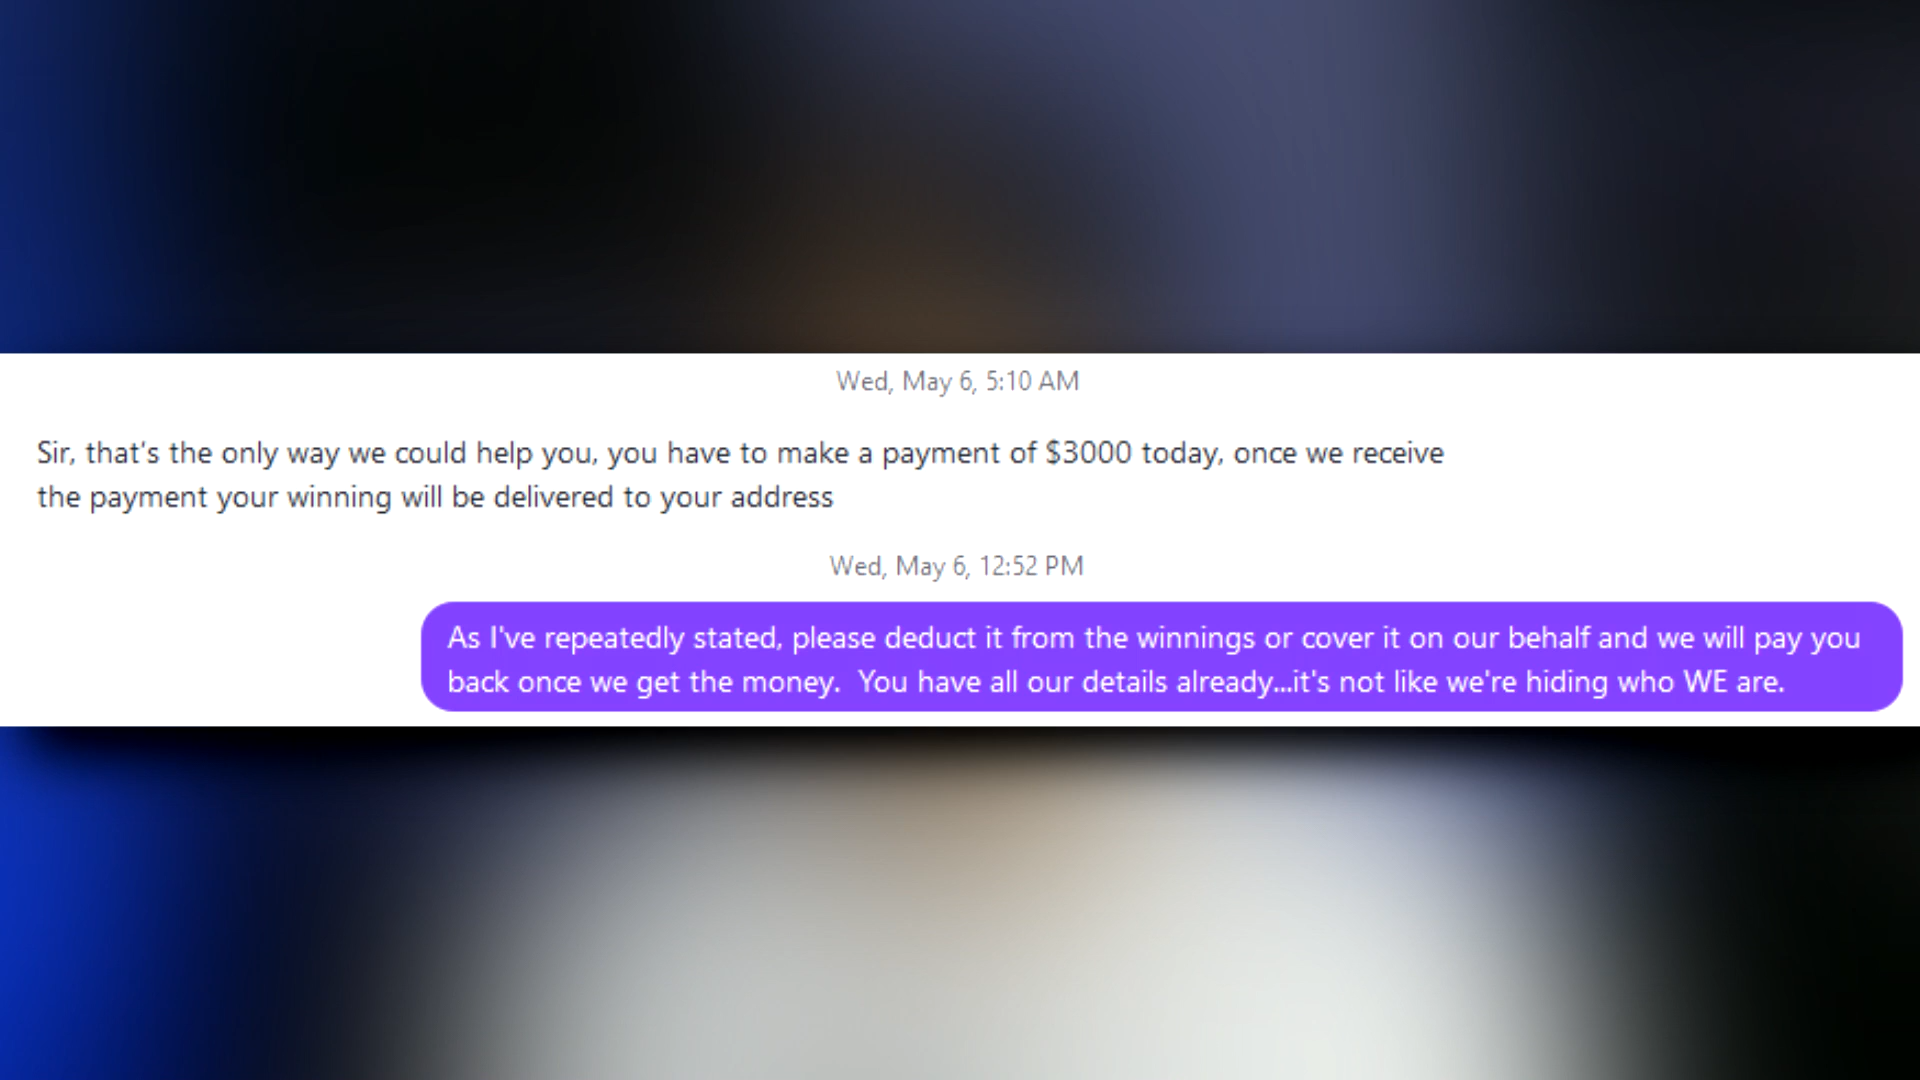 Wed, May 6, 5:10 AM
Sir, that's the only way we could help you, you have to make a payment of $3000 today, once we receive
the payment your winning will be delivered to your address
Wed, May 6, 12:52 PM
As I've repeatedly stated, please deduct it from the winnings or cover it on our behalf and we will pay you
back once we get the money.  You have all our details already...it's not like we're hiding who WE are.